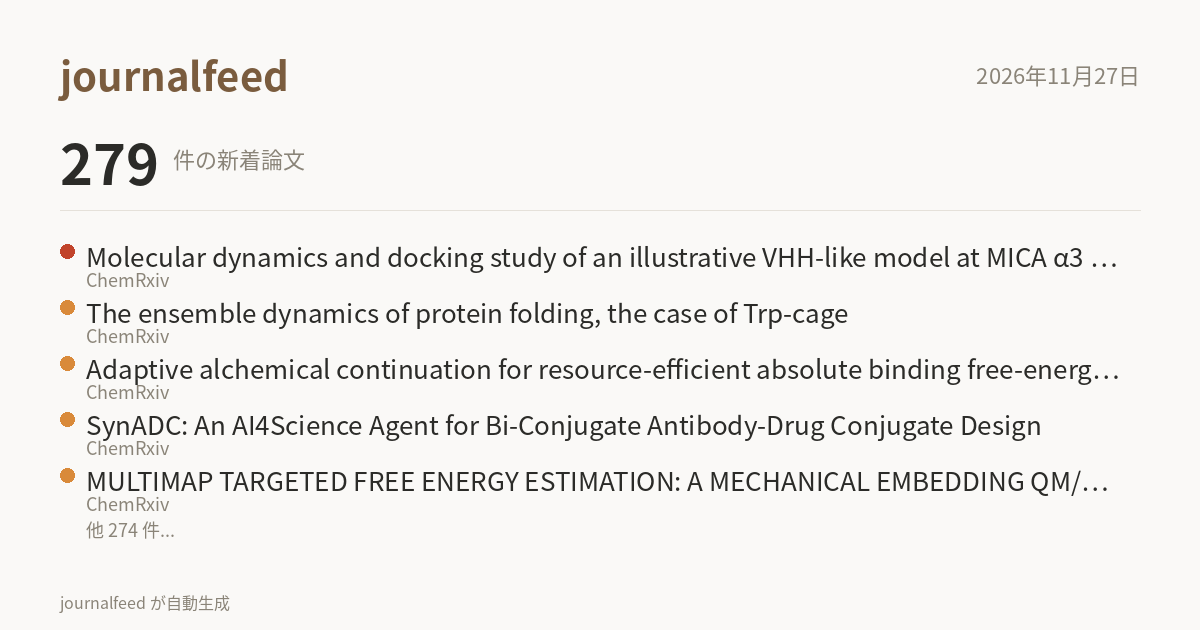 journalfeed
2026年11月27日
279 件の新着論文
Molecular dynamics and docking study of an illustrative VHH-like model at MICA α3 …
ChemRxiv
The ensemble dynamics of protein folding, the case of Trp-cage
ChemRxiv
Adaptive alchemical continuation for resource-efficient absolute binding free-energ…
ChemRxiv
SynADC: An AI4Science Agent for Bi-Conjugate Antibody-Drug Conjugate Design
ChemRxiv
MULTIMAP TARGETED FREE ENERGY ESTIMATION: A MECHANICAL EMBEDDING QM/…
ChemRxiv
他 274 件...
journalfeed が自動生成